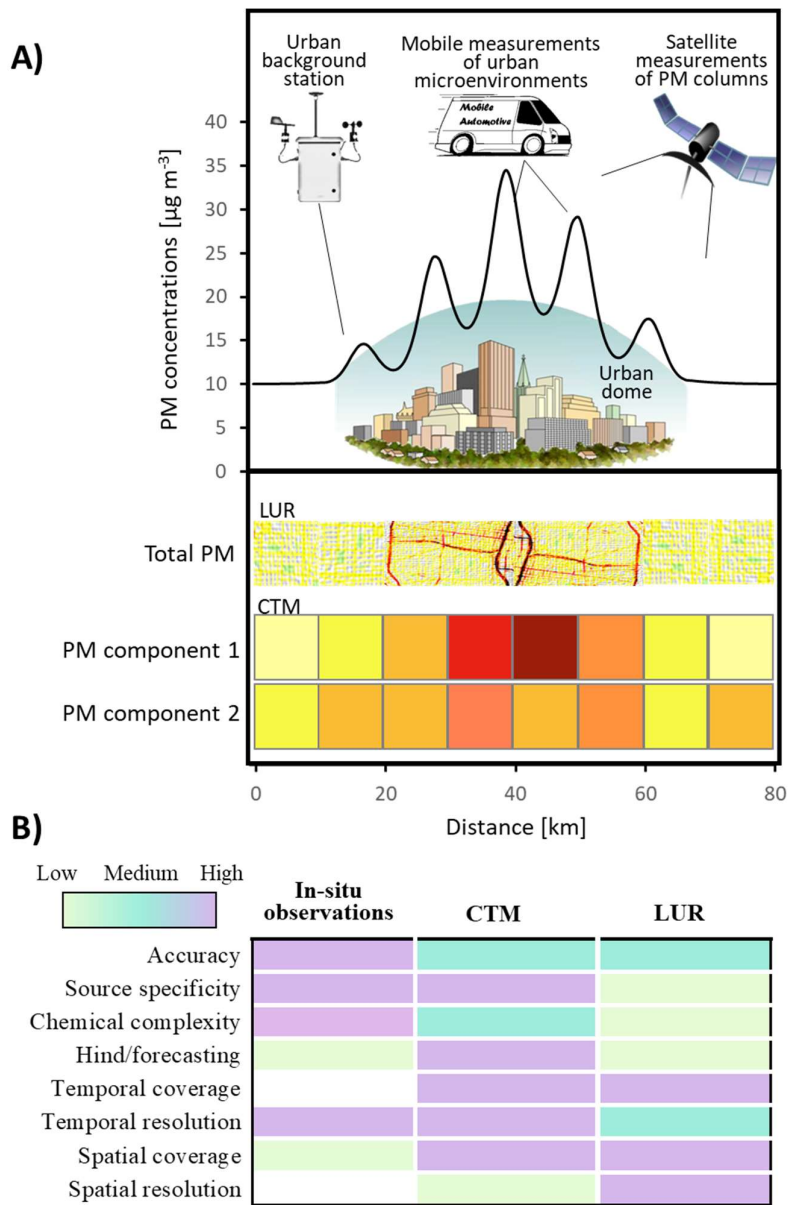 A)
Urban
background
station
Mobile measurements
of urban
microenvironments
Satellite
measurements
of PM columns
Mobile
Automotive
PM concentrations [µg m-3]
40
35
30
25
20
15
10
5
0
Urban
dome
LUR
Total PM
CTM
PM component 1
PM component 2
0 20 40 60 80
Distance [km]
B)
Low Medium High
In-situ
observations
CTM
LUR
Accuracy
Source specificity
Chemical complexity
Hind/forecasting
Temporal coverage
Temporal resolution
Spatial coverage
Spatial resolution